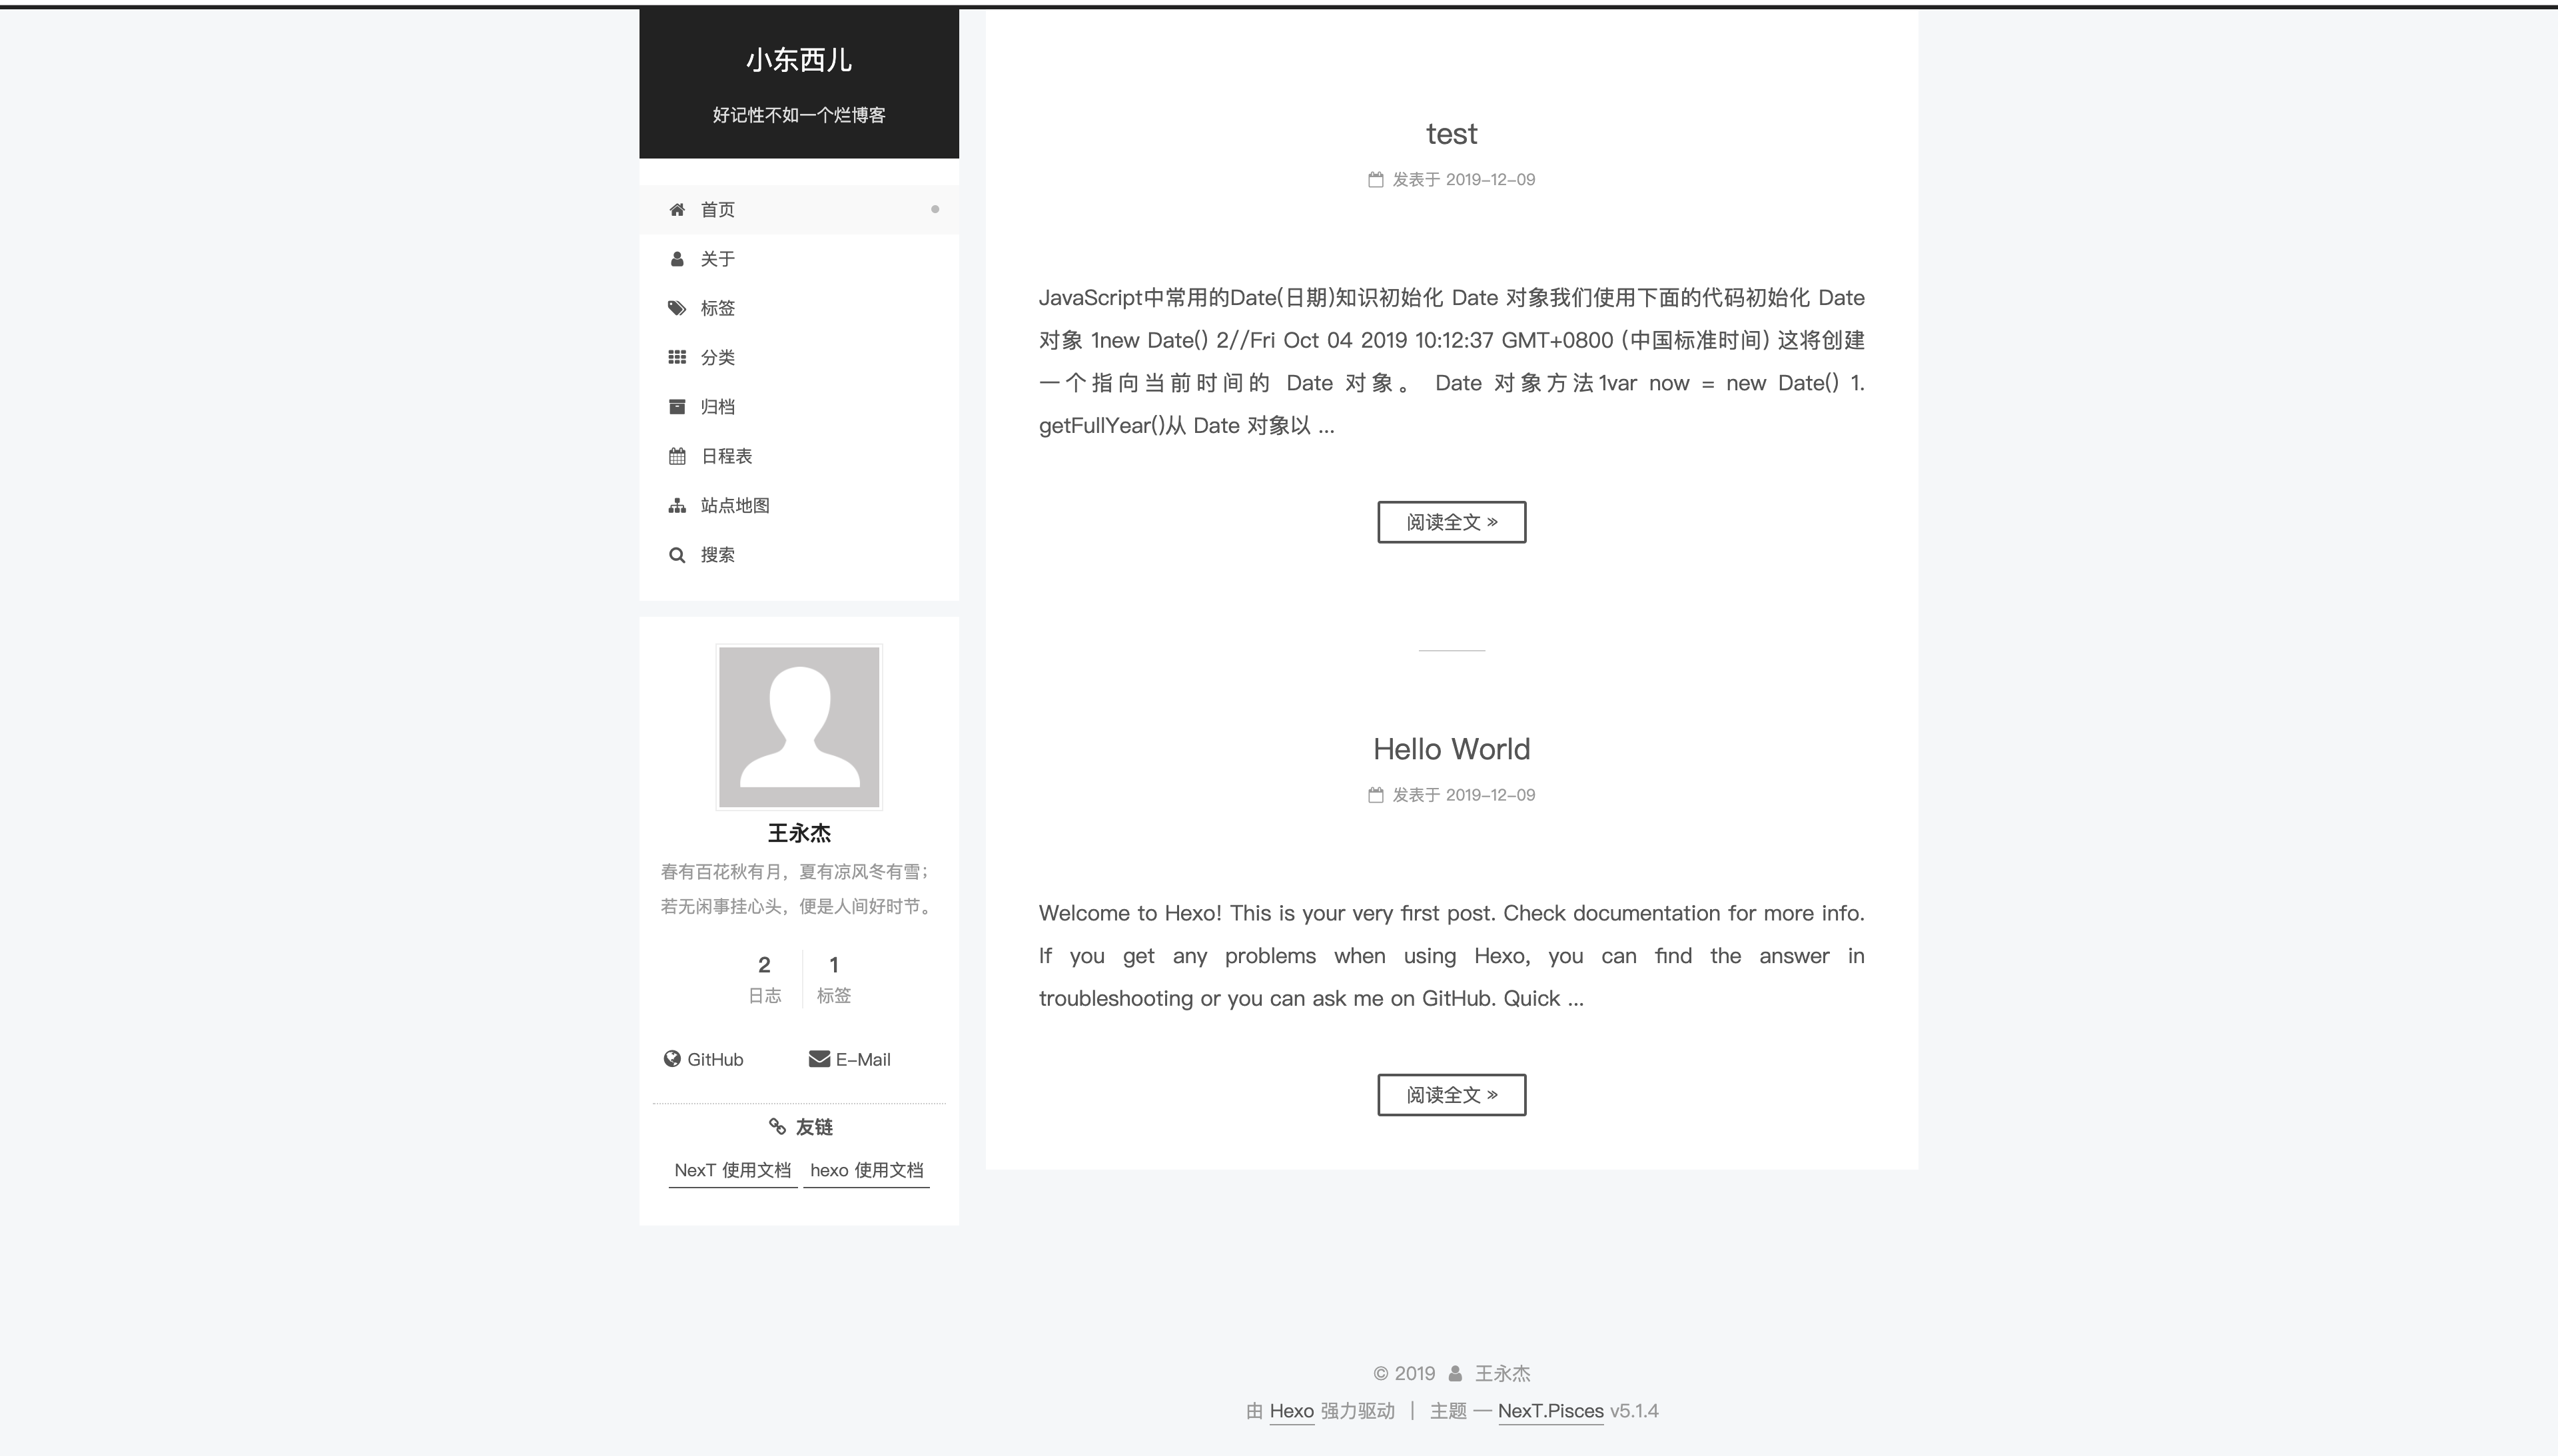 小东西儿
好记性不如一个烂博客
首页
关于
标签
分类
归档
日程表
站点地图
搜索
王永杰
春有百花秋有月，夏有凉风冬有雪；
若无闲事挂心头，便是人间好时节。
2 1
日志 标签
GitHub E-Mail
友链
NexT 使用文档 hexo 使用文档
test
发表于 2019-12-09
JavaScript中常用的Date(日期)知识初始化 Date 对象我们使用下面的代码初始化 Date
对象 1new Date() 2//Fri Oct 04 2019 10:12:37 GMT+0800 (中国标准时间) 这将创建
一个指向当前时间的 Date 对象。 Date 对象方法1var now = new Date() 1.
getFullYear()从 Date 对象以 ...
阅读全文 »
Hello World
发表于 2019-12-09
Welcome to Hexo! This is your very first post. Check documentation for more info.
If you get any problems when using Hexo, you can find the answer in
troubleshooting or you can ask me on GitHub. Quick ...
阅读全文 »
© 2019 王永杰
由 Hexo 强力驱动 | 主题 — NexT.Pisces v5.1.4